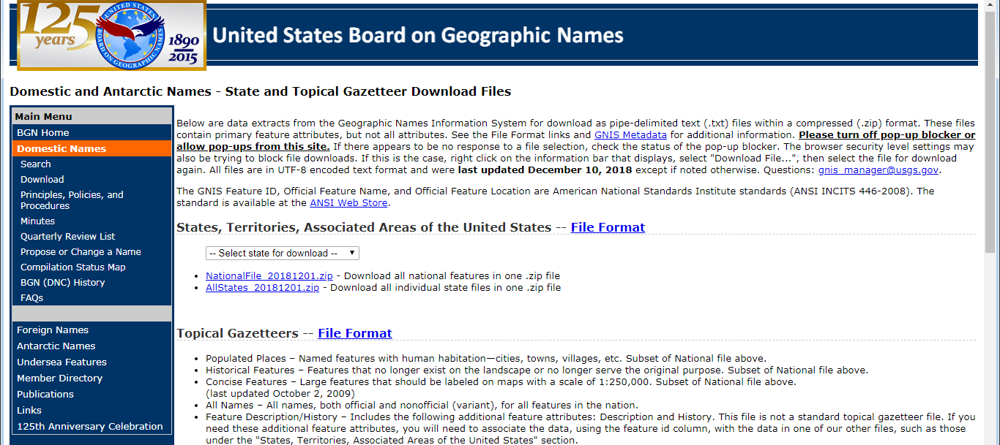 125
years
UNITED STATES
BOARD ON GEOGRAPHIC NAMES
1890
2015
United States Board on Geographic Names
Domestic and Antarctic Names - State and Topical Gazetteer Download Files
Main Menu
BGN Home
Domestic Names
Search
Download
Principles, Policies, and
Procedures
Minutes
Quarterly Review List
Propose or Change a Name
Compilation Status Map
BGN (DNC) History
FAQs
Foreign Names
Antarctic Names
Undersea Features
Member Directory
Publications
Links
125th Anniversary Celebration
Below are data extracts from the Geographic Names Information System for download as pipe-delimited text (.txt) files within a compressed (.zip) format. These files
contain primary feature attributes, but not all attributes. See the File Format links and GNIS Metadata for additional information. Please turn off pop-up blocker or
allow pop-ups from this site. If there appears to be no response to a file selection, check the status of the pop-up blocker. The browser security level settings may
also be trying to block file downloads. If this is the case, right click on the information bar that displays, select "Download File...", then select the file for download
again. All files are in UTF-8 encoded text format and were last updated December 10, 2018 except if noted otherwise. Questions: gnis_manager@usgs.gov.
The GNIS Feature ID, Official Feature Name, and Official Feature Location are American National Standards Institute standards (ANSI INCITS 446-2008). The
standard is available at the ANSI Web Store.
States, Territories, Associated Areas of the United States -- File Format
-- Select state for download --
• NationalFile_20181201.zip - Download all national features in one .zip file
• AllStates_20181201.zip - Download all individual state files in one .zip file
Topical Gazetteers -- File Format
• Populated Places – Named features with human habitation—cities, towns, villages, etc. Subset of National file above.
• Historical Features – Features that no longer exist on the landscape or no longer serve the original purpose. Subset of National file above.
• Concise Features – Large features that should be labeled on maps with a scale of 1:250,000. Subset of National file above.
(last updated October 2, 2009)
• All Names – All names, both official and nonofficial (variant), for all features in the nation.
• Feature Description/History – Includes the following additional feature attributes: Description and History. This file is not a standard topical gazetteer file. If you
need these additional feature attributes, you will need to associate the data, using the feature id column, with the data in one of our other files, such as those
under the "States, Territories, Associated Areas of the United States" section.